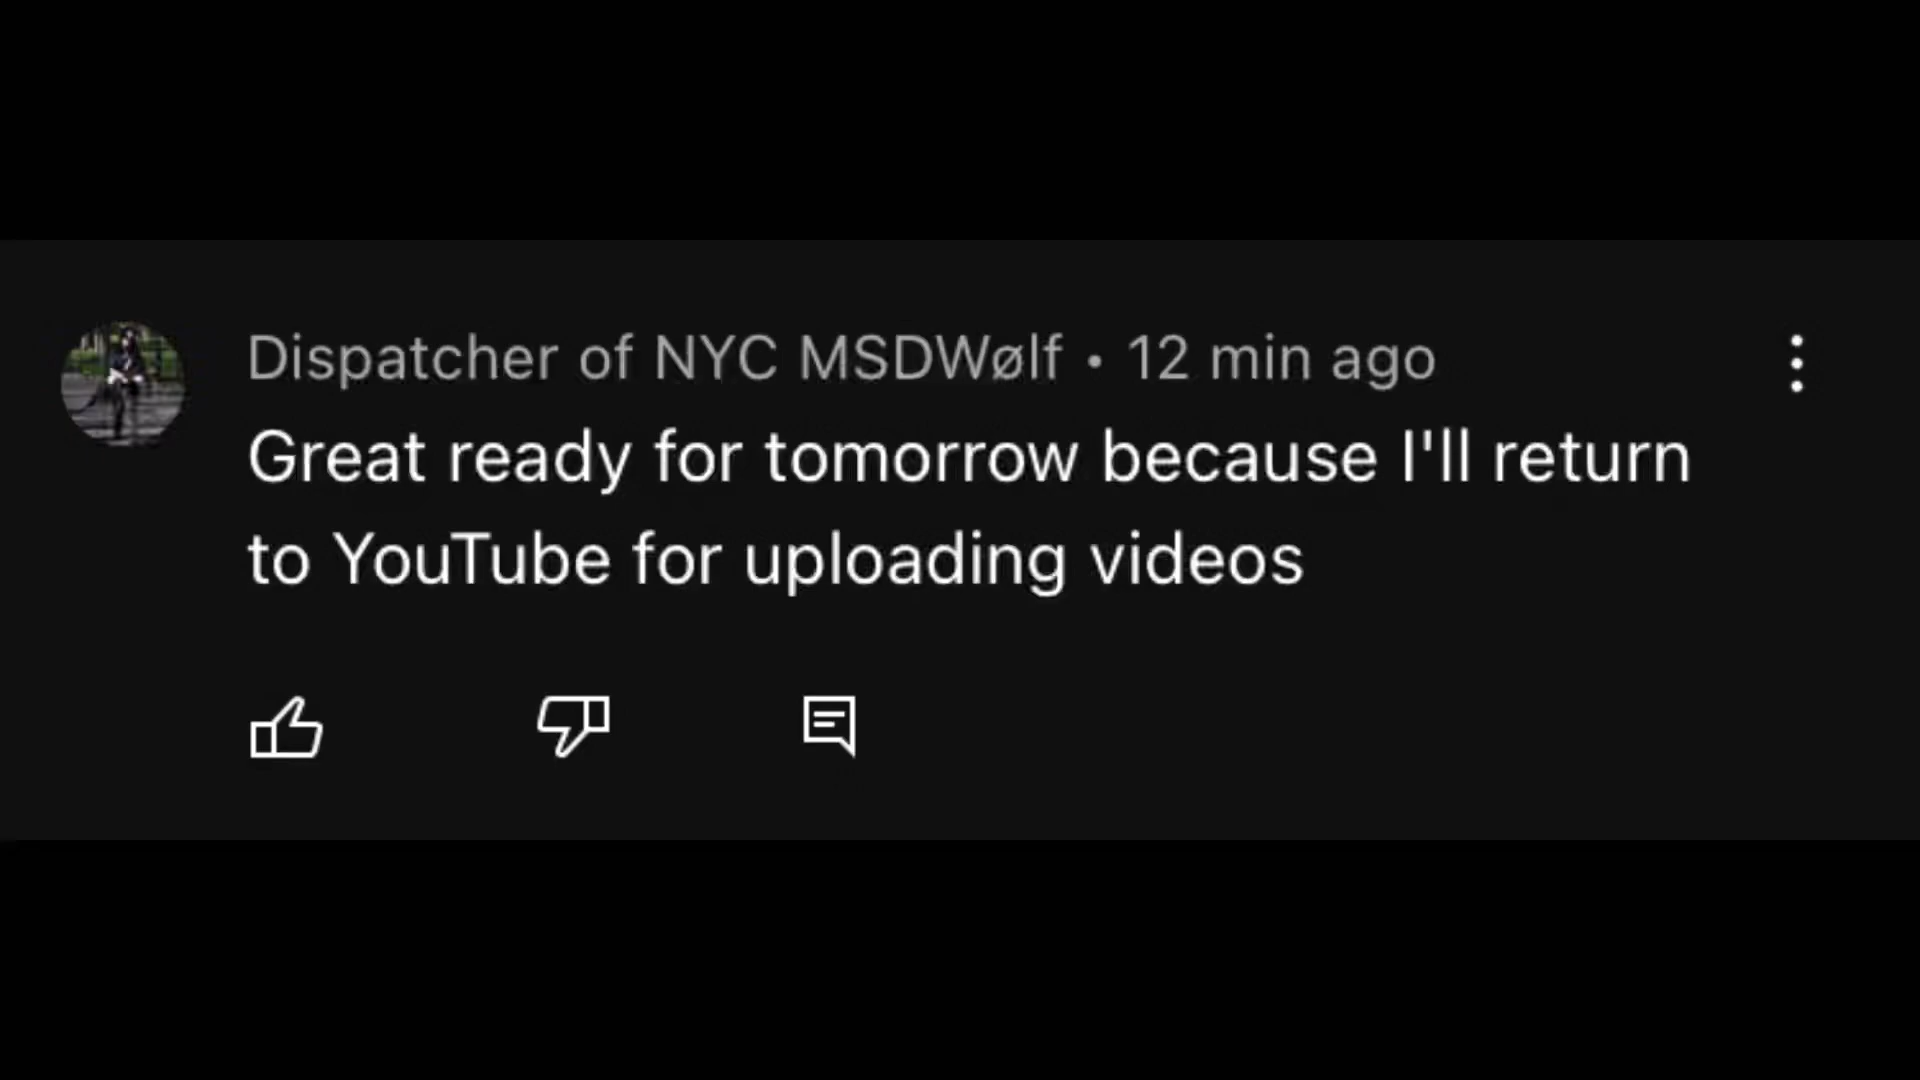 Dispatcher of NYC MSDWølf • 12 min ago
Great ready for tomorrow because I'll return
to YouTube for uploading videos